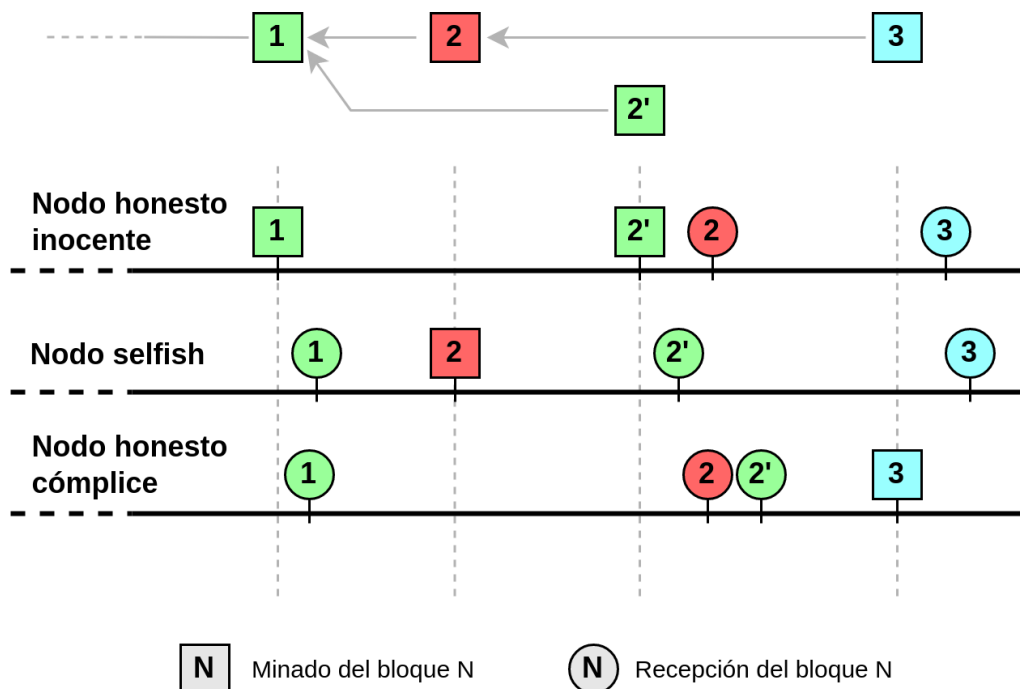 1 2 3
2'
Nodo honesto
inocente
1 2' 2 3
Nodo selfish
1 2 2' 3
Nodo honesto
cómplice
1 2 2' 3
N Minado del bloque N N Recepción del bloque N